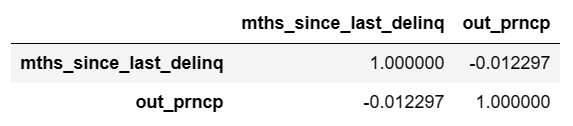 mths_since_last_delinq out_prncp
mths_since_last_delinq 1.000000 -0.012297
out_prncp -0.012297 1.000000